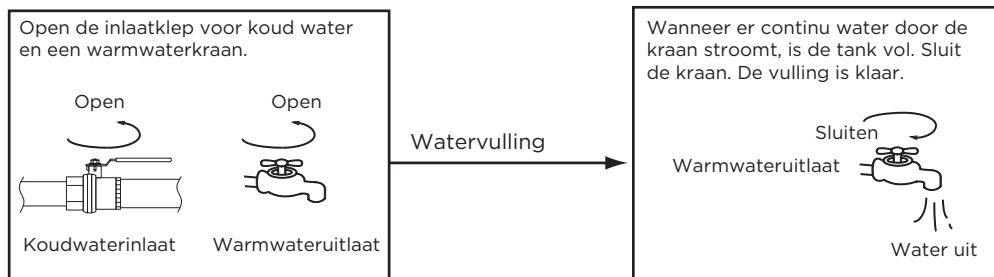 Open de inlaatklep voor koud water
en een warmwaterkraan.
Open
Open
Koudwaterinlaat
Warmwateruitlaat
Watervulling
Wanneer er continu water door de
kraan stroomt, is de tank vol. Sluit
de kraan. De vulling is klaar.
Sluiten
Warmwateruitlaat
Water uit